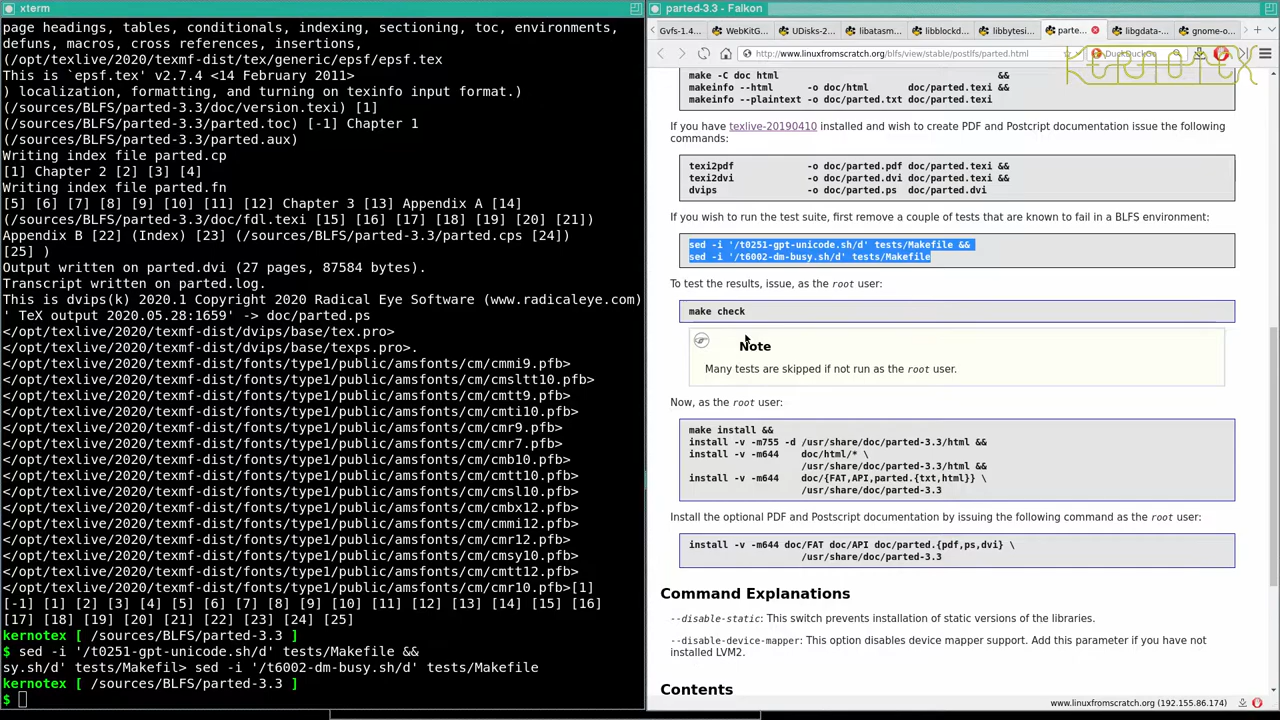 xterm
page headings, tables, conditionals, indexing, sectioning, toc, environments,
defuns, macros, cross references, insertions,
(/opt/texlive/2020/texmf-dist/tex/generic/epsf/epsf.tex
This is `epsf.tex' v2.7.4 <14 February 2011>
) localization, formatting, and turning on texinfo input format.)
(/sources/BLFS/parted-3.3/doc/version.texi) [1]
(/sources/BLFS/parted-3.3/parted.toc) [-1] Chapter 1
(/sources/BLFS/parted-3.3/parted.aux)
Writing index file parted.cp
[1] Chapter 2 [2] [3] [4]
Writing index file parted.fn
[5] [6] [7] [8] [9] [10] [11] [12] Chapter 3 [13] Appendix A [14]
(/sources/BLFS/parted-3.3/doc/fdl.texi [15] [16] [17] [18] [19] [20] [21])
Appendix B [22] (Index) [23] (/sources/BLFS/parted-3.3/parted.cps [24])
[25] )
Output written on parted.dvi (27 pages, 87584 bytes).
Transcript written on parted.log.
This is dvips(k) 2020.1 Copyright 2020 Radical Eye Software (www.radicaleye.com)
' TeX output 2020.05.28:1659' -> doc/parted.ps
</opt/texlive/2020/texmf-dist/dvips/base/tex.pro>
</opt/texlive/2020/texmf-dist/dvips/base/texps.pro>.
</opt/texlive/2020/texmf-dist/fonts/type1/public/amsfonts/cm/cmmi9.pfb>
</opt/texlive/2020/texmf-dist/fonts/type1/public/amsfonts/cm/cmsltt10.pfb>
</opt/texlive/2020/texmf-dist/fonts/type1/public/amsfonts/cm/cmtt9.pfb>
</opt/texlive/2020/texmf-dist/fonts/type1/public/amsfonts/cm/cmti10.pfb>
</opt/texlive/2020/texmf-dist/fonts/type1/public/amsfonts/cm/cmr9.pfb>
</opt/texlive/2020/texmf-dist/fonts/type1/public/amsfonts/cm/cmr7.pfb>
</opt/texlive/2020/texmf-dist/fonts/type1/public/amsfonts/cm/cmb10.pfb>
</opt/texlive/2020/texmf-dist/fonts/type1/public/amsfonts/cm/cmtt10.pfb>
</opt/texlive/2020/texmf-dist/fonts/type1/public/amsfonts/cm/cmsl10.pfb>
</opt/texlive/2020/texmf-dist/fonts/type1/public/amsfonts/cm/cmbx12.pfb>
</opt/texlive/2020/texmf-dist/fonts/type1/public/amsfonts/cm/cmmi12.pfb>
</opt/texlive/2020/texmf-dist/fonts/type1/public/amsfonts/cm/cmr12.pfb>
</opt/texlive/2020/texmf-dist/fonts/type1/public/amsfonts/cm/cmsy10.pfb>
</opt/texlive/2020/texmf-dist/fonts/type1/public/amsfonts/cm/cmtt12.pfb>
</opt/texlive/2020/texmf-dist/fonts/type1/public/amsfonts/cm/cmr10.pfb>[1]
[-1] [1] [2] [3] [4] [5] [6] [7] [8] [9] [10] [11] [12] [13] [14] [15] [16]
[17] [18] [19] [20] [21] [22] [23] [24] [25]
kernotex [ /sources/BLFS/parted-3.3 ]
$ sed -i '/t0251-gpt-unicode.sh/d' tests/Makefile &&
sy.sh/d' tests/Makefil> sed -i '/t6002-dm-busy.sh/d' tests/Makefile
kernotex [ /sources/BLFS/parted-3.3 ]
$
parted-3.3 - Falkon
Gvfs-1.4... WebKitG... UDisks-2... libatasm... libblockd... libbytesi... parte... libgdata-... gnome-o...
http://www.linuxfromscratch.org/blfs/view/stable/postlfs/parted.html DuckDuckGo
KERNOTEX
make -C doc html &&
makeinfo --html -o doc/html doc/parted.texi &&
makeinfo --plaintext -o doc/parted.txt doc/parted.texi
If you have texlive-20190410 installed and wish to create PDF and Postcript documentation issue the following
commands:
texi2pdf -o doc/parted.pdf doc/parted.texi &&
texi2dvi -o doc/parted.dvi doc/parted.texi &&
dvips -o doc/parted.ps doc/parted.dvi
If you wish to run the test suite, first remove a couple of tests that are known to fail in a BLFS environment:
sed -i '/t0251-gpt-unicode.sh/d' tests/Makefile &&
sed -i '/t6002-dm-busy.sh/d' tests/Makefile
To test the results, issue, as the root user:
make check
Note
Many tests are skipped if not run as the root user.
Now, as the root user:
make install &&
install -v -m755 -d /usr/share/doc/parted-3.3/html &&
install -v -m644 doc/html/* \
/usr/share/doc/parted-3.3/html &&
install -v -m644 doc/{FAT,API,parted.{txt,html}} \
/usr/share/doc/parted-3.3
Install the optional PDF and Postscript documentation by issuing the following command as the root user:
install -v -m644 doc/FAT doc/API doc/parted.{pdf,ps,dvi} \
/usr/share/doc/parted-3.3
Command Explanations
--disable-static: This switch prevents installation of static versions of the libraries.
--disable-device-mapper: This option disables device mapper support. Add this parameter if you have not
installed LVM2.
Contents
www.linuxfromscratch.org (192.155.86.174)